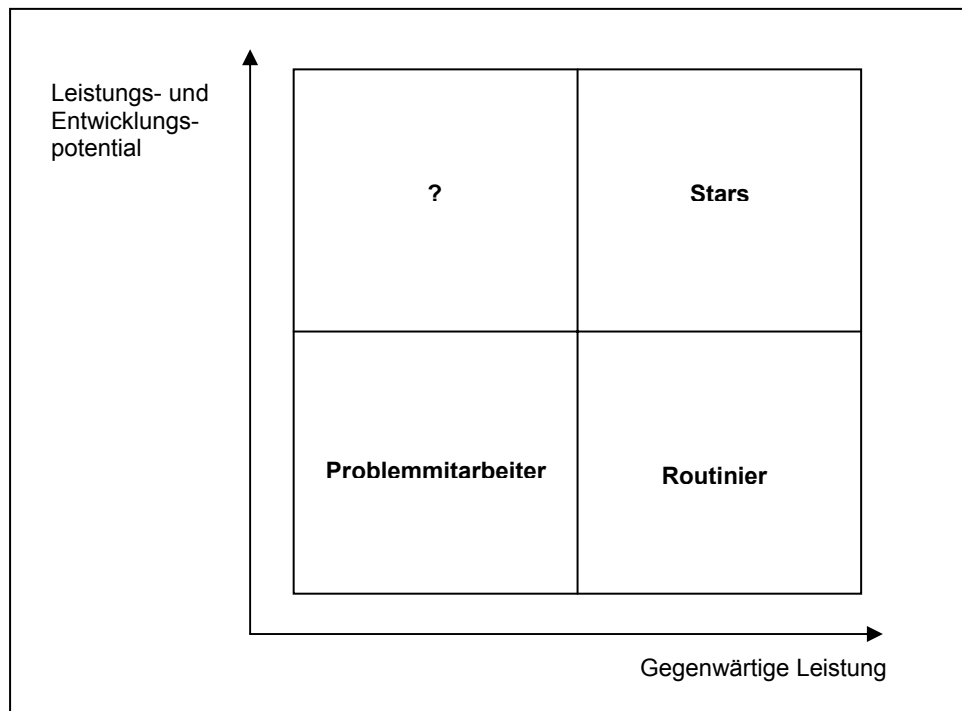 Leistungs- und
Entwicklungs-
potential
?
Stars
Problemmitarbeiter
Routinier
Gegenwärtige Leistung